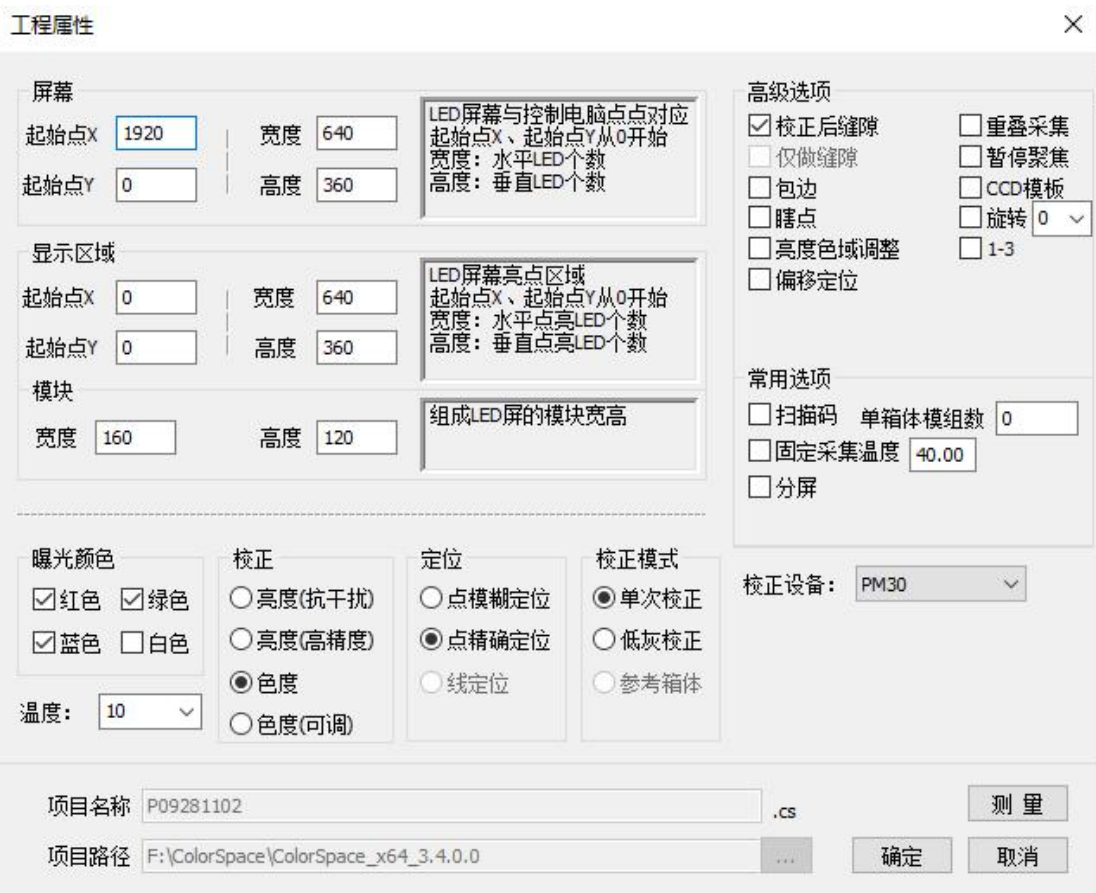 工程属性
屏幕
起始点X 1920 宽度 640
起始点Y 0 高度 360
LED屏幕与控制电脑点点对应
起始点X、起始点Y从0开始
宽度：水平LED个数
高度：垂直LED个数
显示区域
起始点X 0 宽度 640
起始点Y 0 高度 360
LED屏幕亮点区域
起始点X、起始点Y从0开始
宽度：水平点亮LED个数
高度：垂直点亮LED个数
模块
宽度 160 高度 120
组成LED屏的模块宽高
高级选项
校正后缝隙 重叠采集
仅做缝隙 暂停聚焦
包边 CCD模板
瞎点 旋转 0
亮度色域调整 1-3
偏移定位
常用选项
扫描码 单箱体模组数 0
固定采集温度 40.00
分屏
曝光颜色
红色 绿色
蓝色 白色
温度： 10
校正
亮度(抗干扰)
亮度(高精度)
色度
色度(可调)
定位
点模糊定位
点精确定位
线定位
校正模式
单次校正
低灰校正
参考箱体
校正设备： PM30
项目名称 P09281102 .cs 测 量
项目路径 F:\ColorSpace\ColorSpace_x64_3.4.0.0 ... 确定 取消